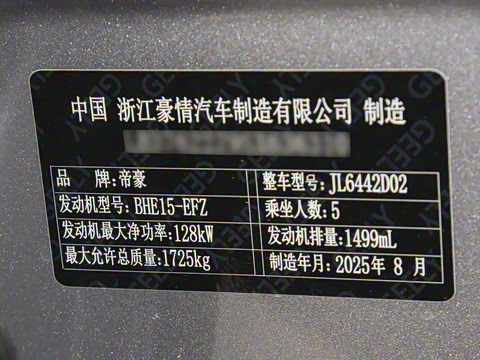 中国 浙江豪情汽车制造有限公司 制造
品 牌:帝豪 整车型号:JL6442D02
发动机型号:BHE15-EFZ 乘坐人数:5
发动机最大净功率:128kW 发动机排量:1499mL
最大允许总质量:1725kg 制造年月:2025年 8 月
GEELY